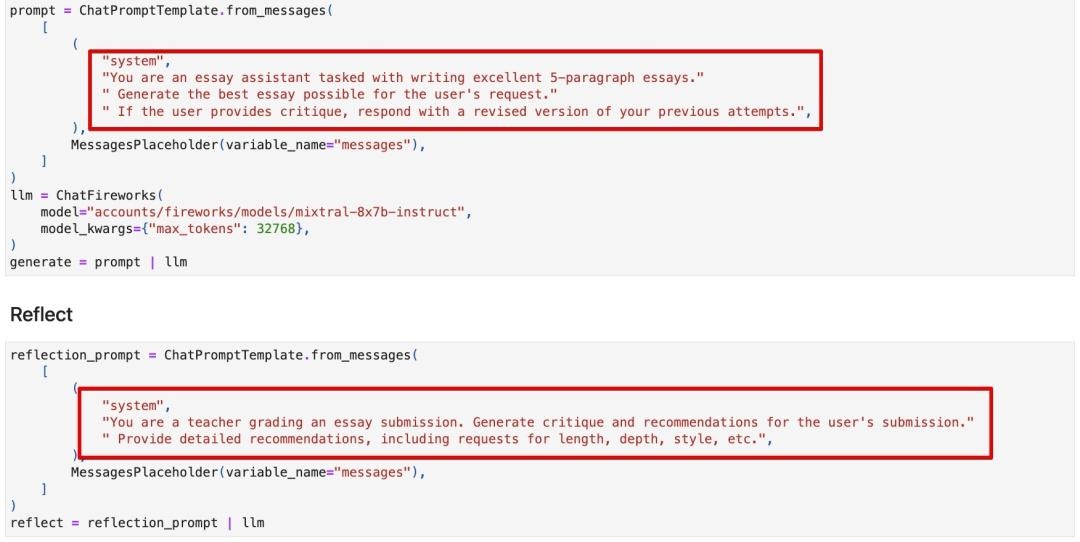 prompt = ChatPromptTemplate.from_messages(
    [
        (
            "system",
            "You are an essay assistant tasked with writing excellent 5-paragraph essays."
            " Generate the best essay possible for the user's request."
            " If the user provides critique, respond with a revised version of your previous attempts.",
        ),
        MessagesPlaceholder(variable_name="messages"),
    ]
)
llm = ChatFireworks(
    model="accounts/fireworks/models/mixtral-8x7b-instruct",
    model_kwargs={"max_tokens": 32768},
)
generate = prompt | llm
Reflect
reflection_prompt = ChatPromptTemplate.from_messages(
    [
        (
            "system",
            "You are a teacher grading an essay submission. Generate critique and recommendations for the user's submission."
            " Provide detailed recommendations, including requests for length, depth, style, etc.",
        ),
        MessagesPlaceholder(variable_name="messages"),
    ]
)
reflect = reflection_prompt | llm